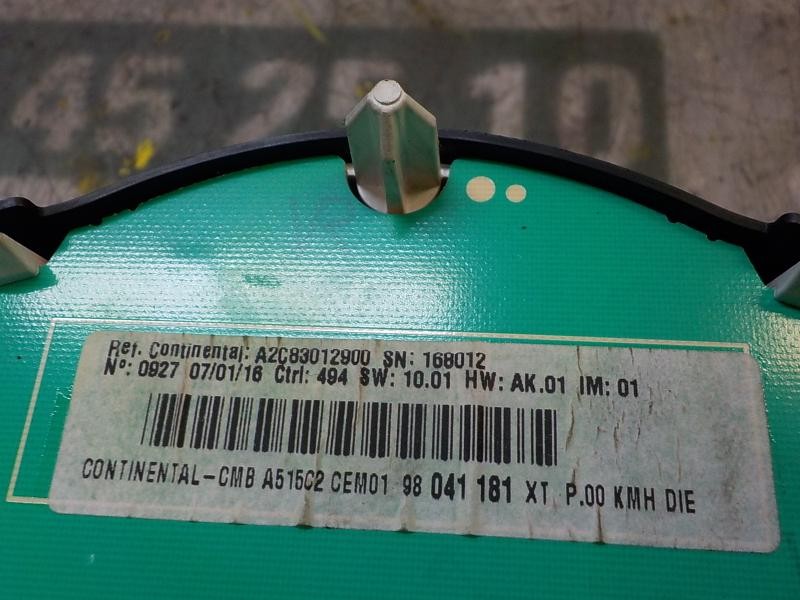 45 25 10
Ref. Continental: A2C83012900 SN: 168012
Nº: 0927 07/01/16 Ctrl: 494 SW: 10.01 HW: AK.01 IM: 01
CONTINENTAL-CMB A515C2 CEM01 98 041 181 XT P.00 KMH DIE